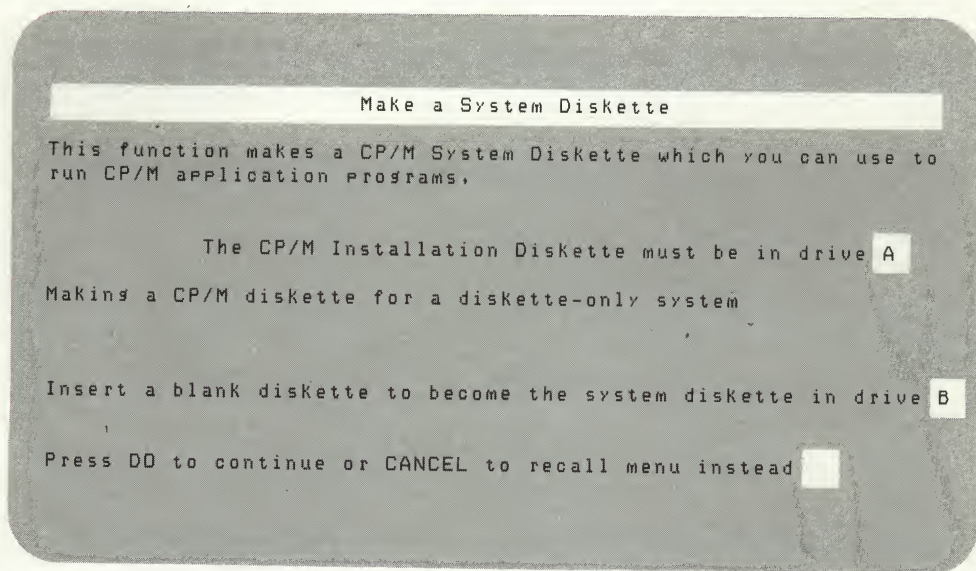 Make a System Diskette
This function makes a CP/M System Diskette which you can use to
run CP/M application programs.
The CP/M Installation Diskette must be in drive A
Making a CP/M diskette for a diskette-only system
Insert a blank diskette to become the system diskette in drive B
Press DO to continue or CANCEL to recall menu instead